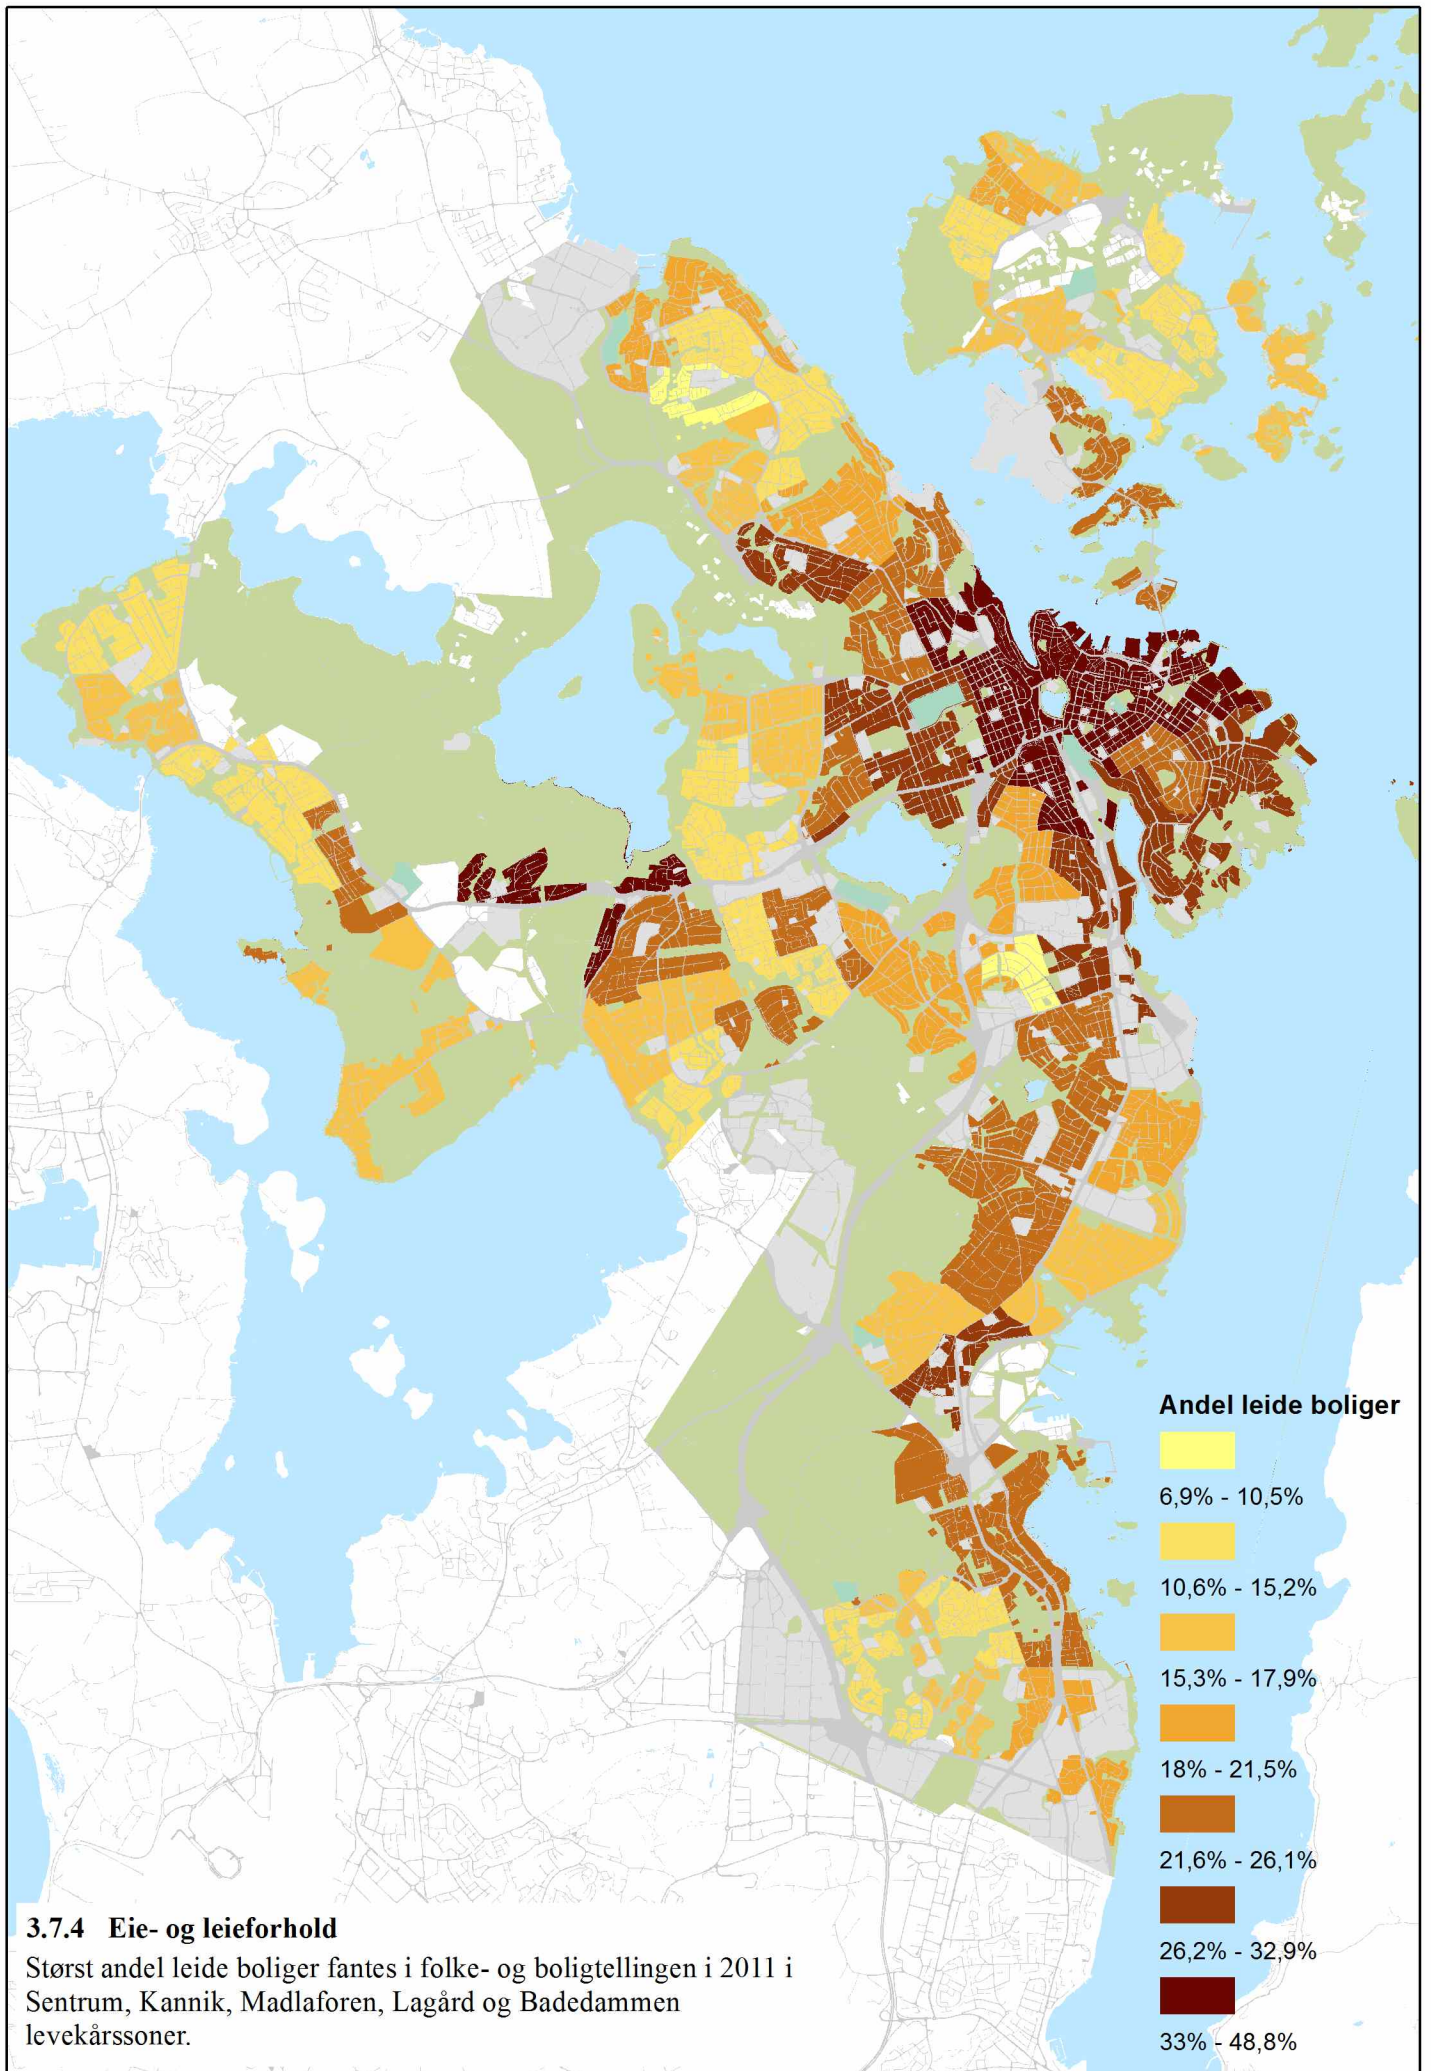 Andel leide boliger
6,9% - 10,5%
10,6% - 15,2%
15,3% - 17,9%
18% - 21,5%
21,6% - 26,1%
26,2% - 32,9%
33% - 48,8%
3.7.4 Eie- og leieforhold
Størst andel leide boliger fantes i folke- og boligtellingen i 2011 i
Sentrum, Kannik, Madlaforen, Lagård og Badedammen
levekårssoner.